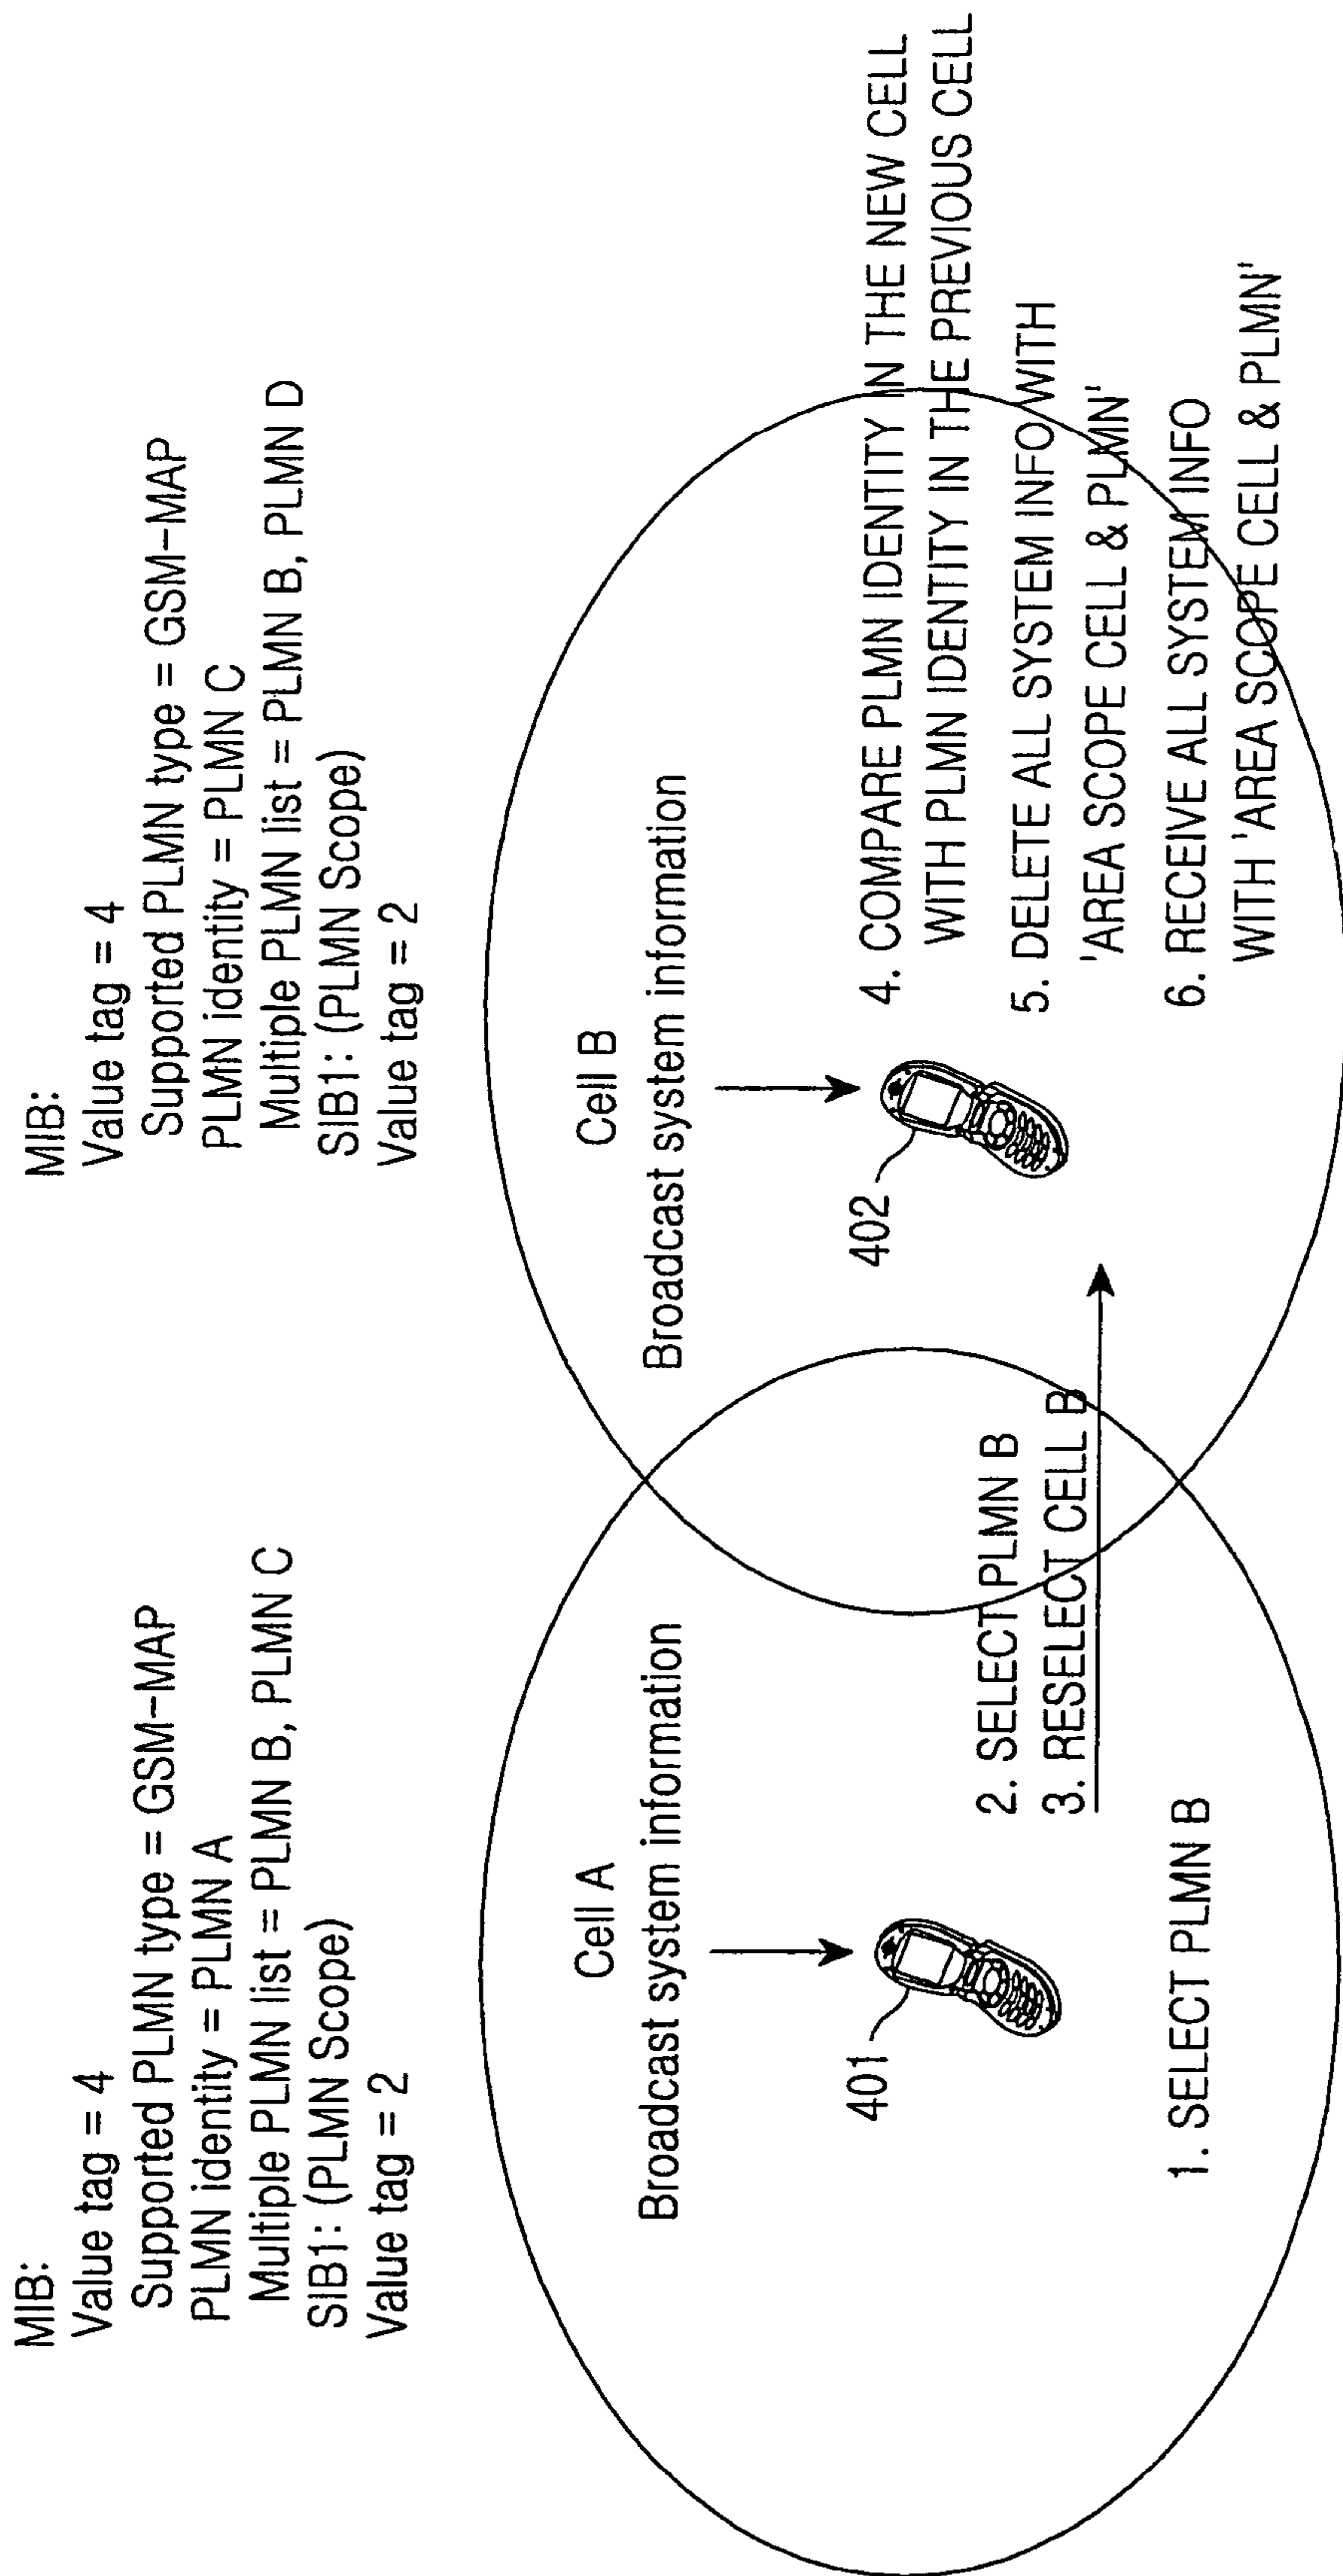 MIB:
Value tag = 4
Supported PLMN type = GSM-MAP
PLMN identity = PLMN A
Multiple PLMN list = PLMN B, PLMN C
SIB1: (PLMN Scope)
Value tag = 2
MIB:
Value tag = 4
Supported PLMN type = GSM-MAP
PLMN identity = PLMN C
Multiple PLMN list = PLMN B, PLMN D
SIB1: (PLMN Scope)
Value tag = 2
Cell A
Broadcast system information
401
1. SELECT PLMN B
2. SELECT PLMN B
3. RESELECT CELL B
Cell B
Broadcast system information
402
4. COMPARE PLMN IDENTITY IN THE NEW CELL
WITH PLMN IDENTITY IN THE PREVIOUS CELL
5. DELETE ALL SYSTEM INFO WITH
'AREA SCOPE CELL & PLMN'
6. RECEIVE ALL SYSTEM INFO
WITH 'AREA SCOPE CELL & PLMN'